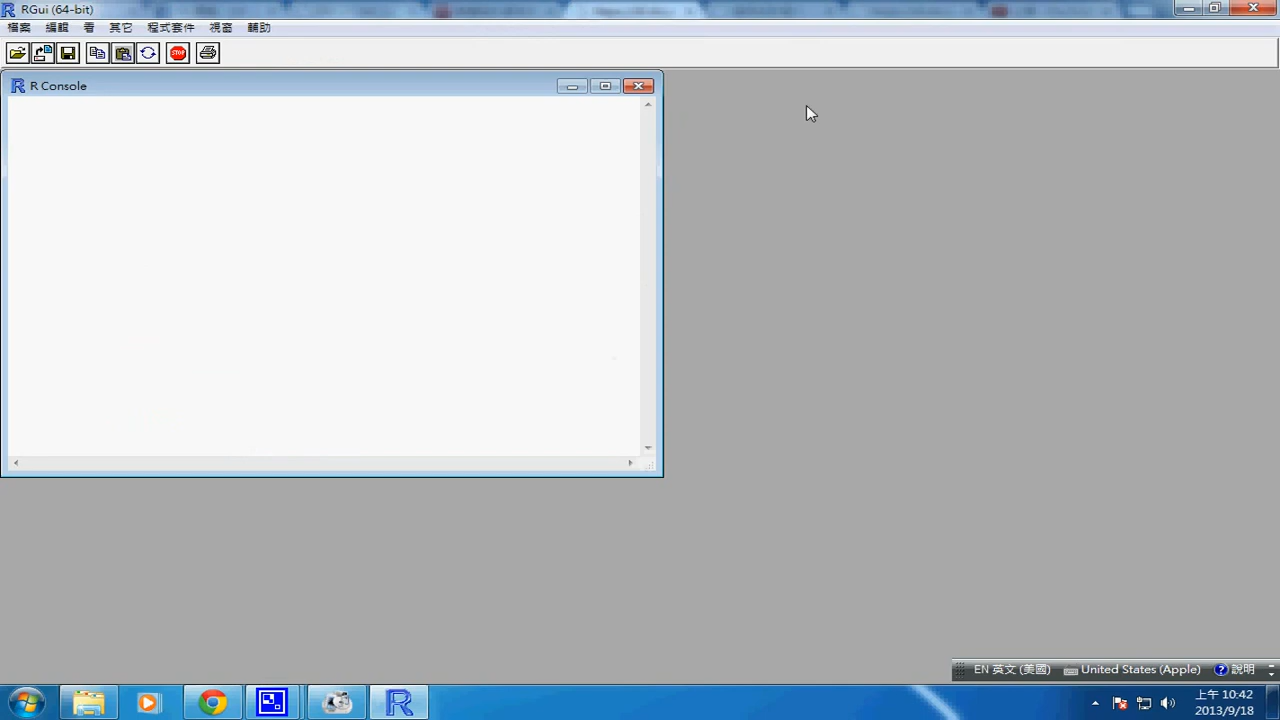 RGui (64-bit)
檔案 編輯 看 其它 程式套件 視窗 輔助
STOP
R Console
EN 英文 (美國) United States (Apple) 說明
上午 10:42
2013/9/18